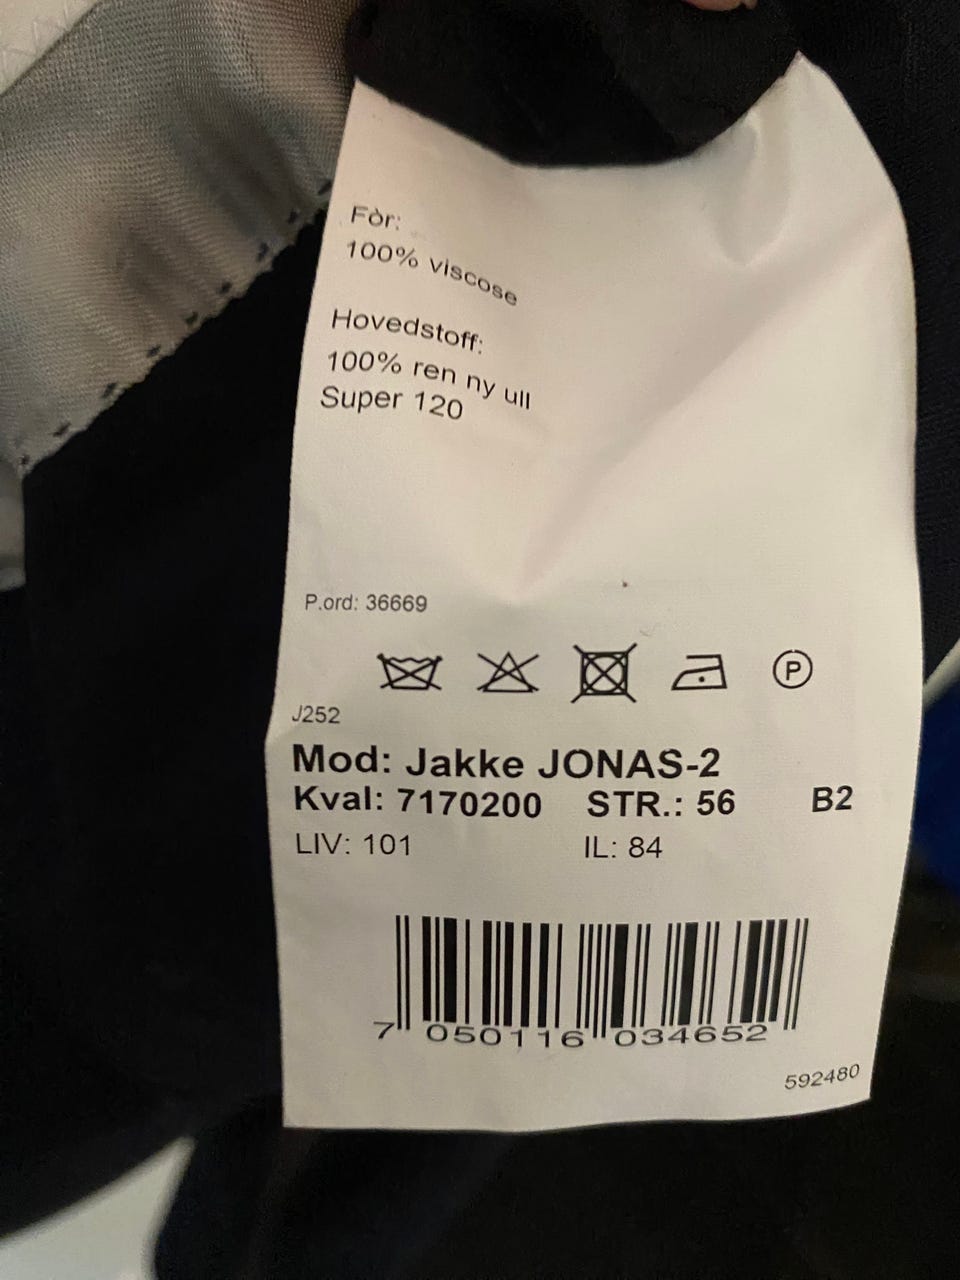 Fòr:
100% viscose
Hovedstoff:
100% ren ny ull
Super 120
P.ord: 36669
P
J252
Mod: Jakke JONAS-2
Kval: 7170200 STR.: 56 B2
LIV: 101 IL: 84
7 050116 034652
592480